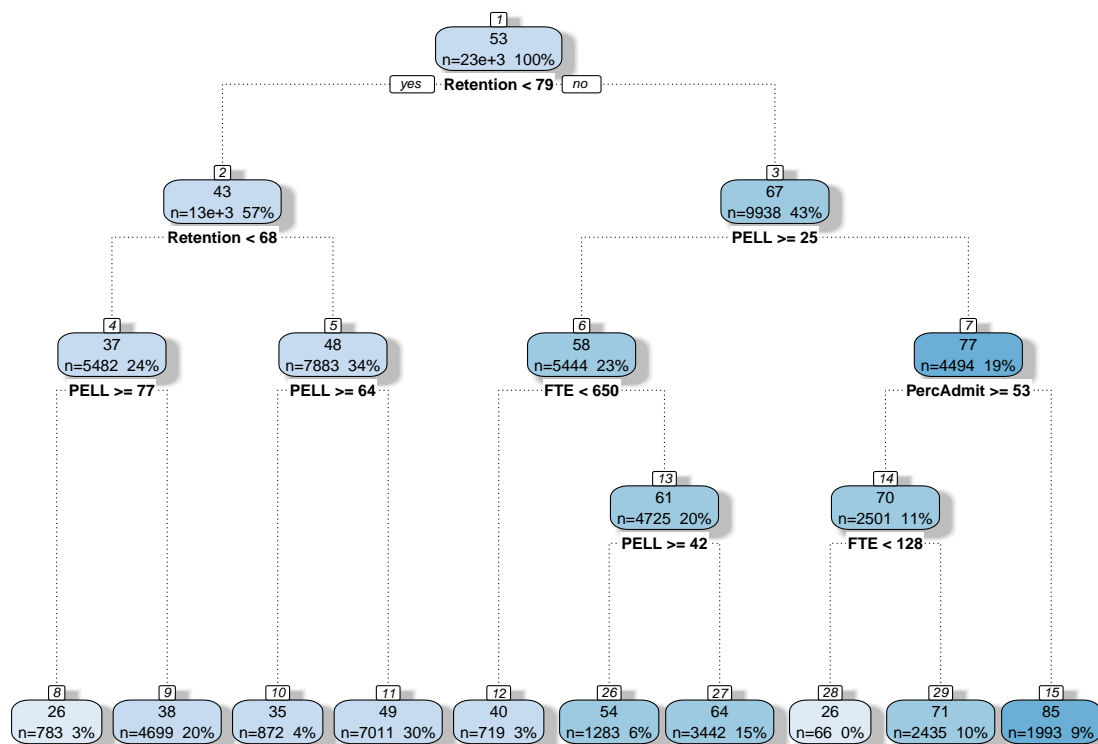 1
53
n=23e+3 100%
yes Retention < 79 no
2 3
43 67
n=13e+3 57% n=9938 43%
Retention < 68 PELL >= 25
4 5 6 7
37 48 58 77
n=5482 24% n=7883 34% n=5444 23% n=4494 19%
PELL >= 77 PELL >= 64 FTE < 650 PercAdmit >= 53
13 14
61 70
n=4725 20% n=2501 11%
PELL >= 42 FTE < 128
8 9 10 11 12 26 27 28 29 15
26 38 35 49 40 54 64 26 71 85
n=783 3% n=4699 20% n=872 4% n=7011 30% n=719 3% n=1283 6% n=3442 15% n=66 0% n=2435 10% n=1993 9%